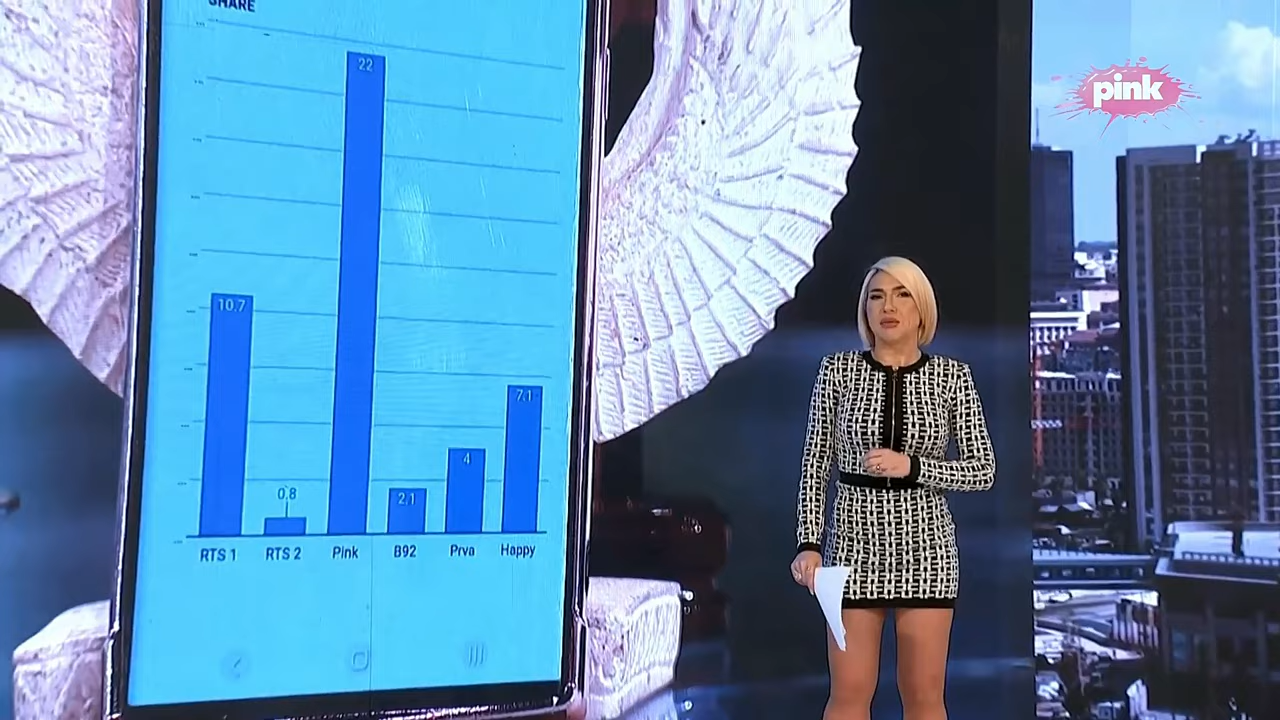 SHARE
22
10.7
0.8
2.1
4
7.1
RTS 1
RTS 2
Pink
B92
Prva
Happy
pink